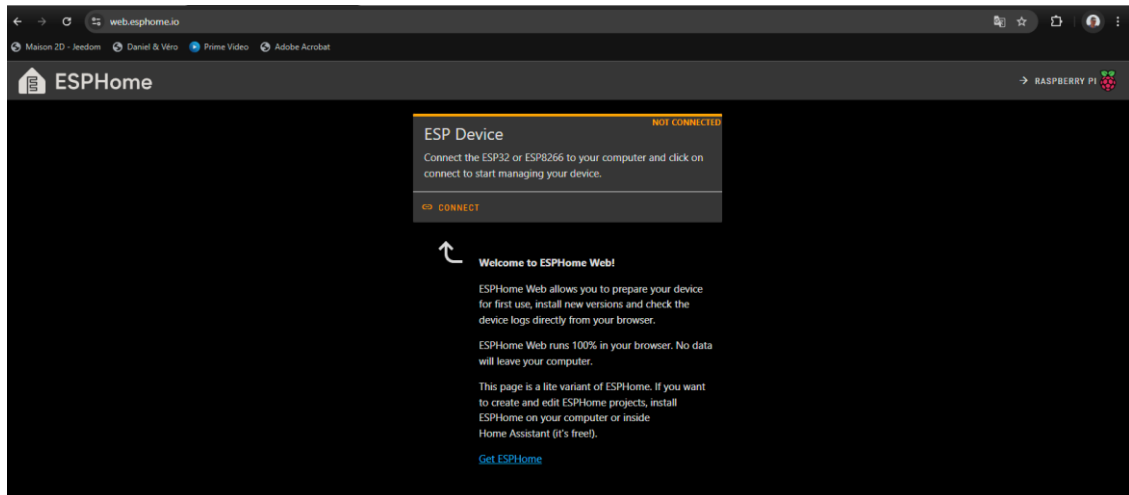 web.esphome.io
Maison 2D - Jeedom Daniel & Véro Prime Video Adobe Acrobat
ESPHome
RASPBERRY PI
NOT CONNECTED
ESP Device
Connect the ESP32 or ESP8266 to your computer and click on
connect to start managing your device.
CONNECT
Welcome to ESPHome Web!
ESPHome Web allows you to prepare your device
for first use, install new versions and check the
device logs directly from your browser.
ESPHome Web runs 100% in your browser. No data
will leave your computer.
This page is a lite variant of ESPHome. If you want
to create and edit ESPHome projects, install
ESPHome on your computer or inside
Home Assistant (it's free!).
Get ESPHome